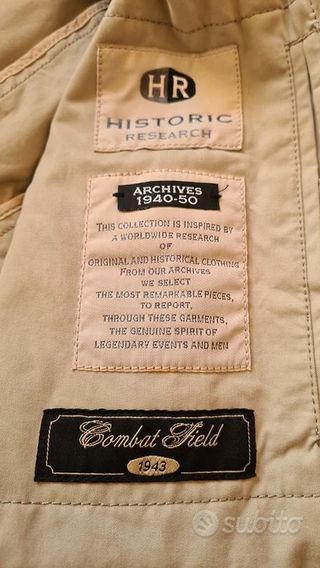 HR
HISTORIC
RESEARCH
ARCHIVES
1940-50
THIS COLLECTION IS INSPIRED BY
A WORLDWIDE RESEARCH
OF
ORIGINAL AND HISTORICAL CLOTHING
FROM OUR ARCHIVES
WE SELECT
THE MOST REMARKABLE PIECES,
TO REPORT,
THROUGH THESE GARMENTS,
THE GENUINE SPIRIT OF
LEGENDARY EVENTS AND MEN
Combat Field
1943
subito